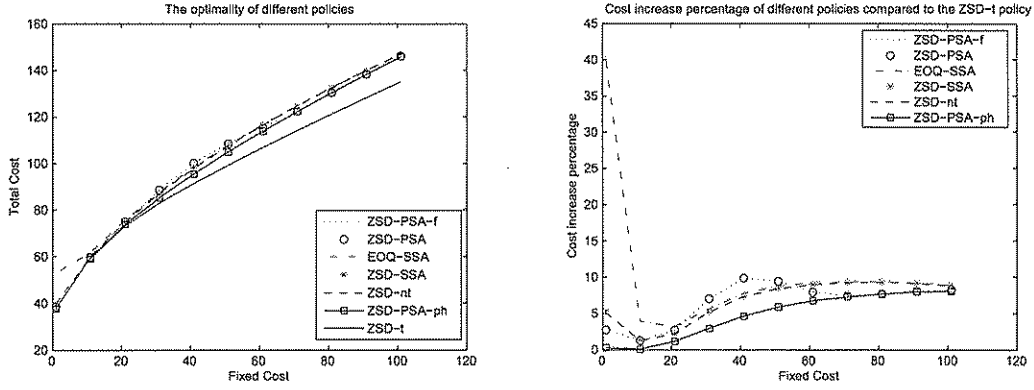 The optimality of different policies
160
140
120
100
80
60
40
20
Total Cost
0
20
40
60
80
100
120
Fixed Cost
ZSD-PSA-f
ZSD-PSA
EOQ-SSA
ZSD-SSA
ZSD-nt
ZSD-PSA-ph
ZSD-t
Cost increase percentage of different policies compared to the ZSD-t policy
45
40
35
30
25
20
15
10
5
0
Cost increase percentage
0
20
40
60
80
100
120
Fixed Cost
ZSD-PSA-f
ZSD-PSA
EOQ-SSA
ZSD-SSA
ZSD-nt
ZSD-PSA-ph